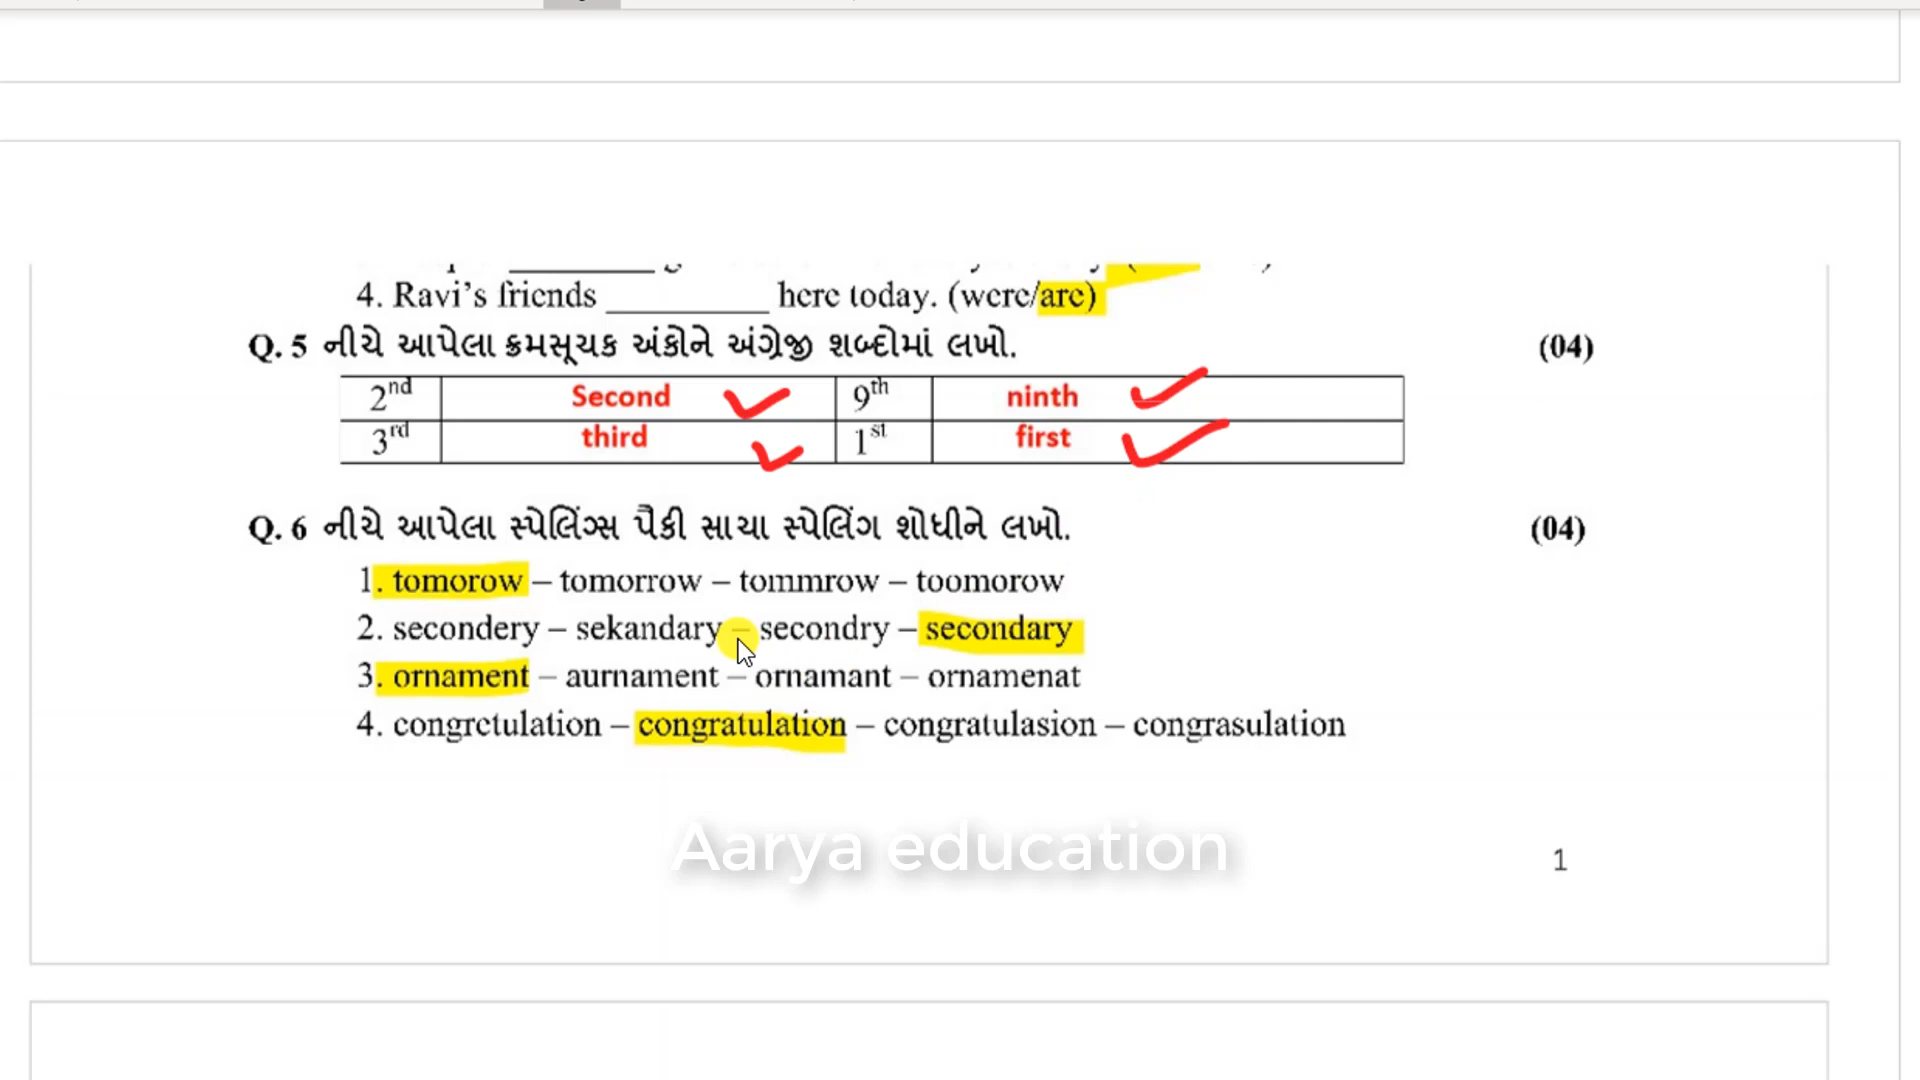 4. Ravi's friends __________ here today. (were/are)
Q. 5 નીચે આપેલા ક્રમસૂચક અંકોને અંગ્રેજી શબ્દોમાં લખો. (04)
2nd Second 9th ninth
3rd third 1st first
Q. 6 નીચે આપેલા સ્પેલિંગ્સ પૈકી સાચા સ્પેલિંગ શોધીને લખો. (04)
1. tomorow – tomorrow – tommrow – toomorow
2. secondery – sekandary – secondry – secondary
3. ornament – aurnament – ornamant – ornamenat
4. congretulation – congratulation – congratulasion – congrasulation
Aarya education
1